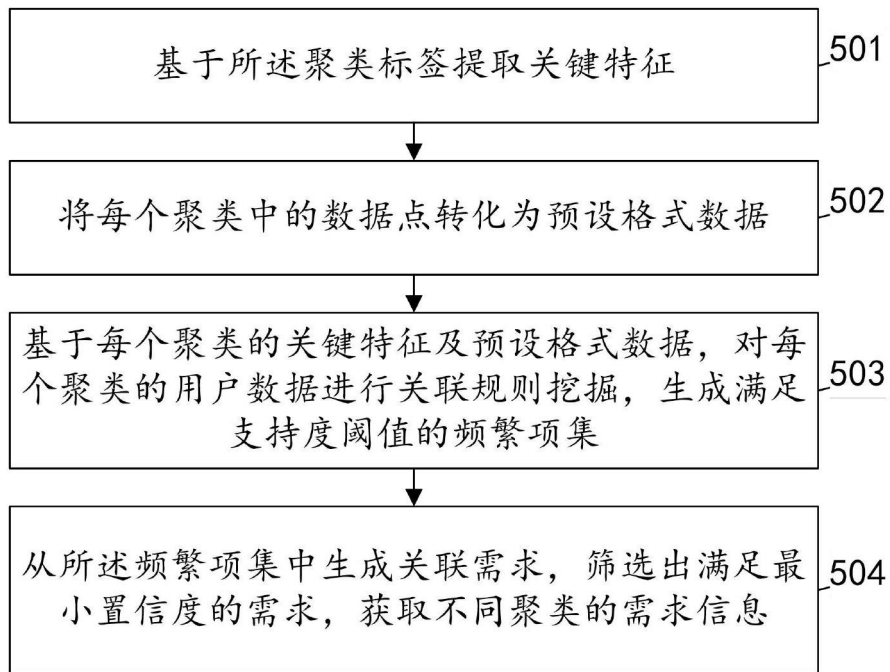 基于所述聚类标签提取关键特征
501
将每个聚类中的数据点转化为预设格式数据
502
基于每个聚类的关键特征及预设格式数据，对每
个聚类的用户数据进行关联规则挖掘，生成满足
支持度阈值的频繁项集
503
从所述频繁项集中生成关联需求，筛选出满足最
小置信度的需求，获取不同聚类的需求信息
504